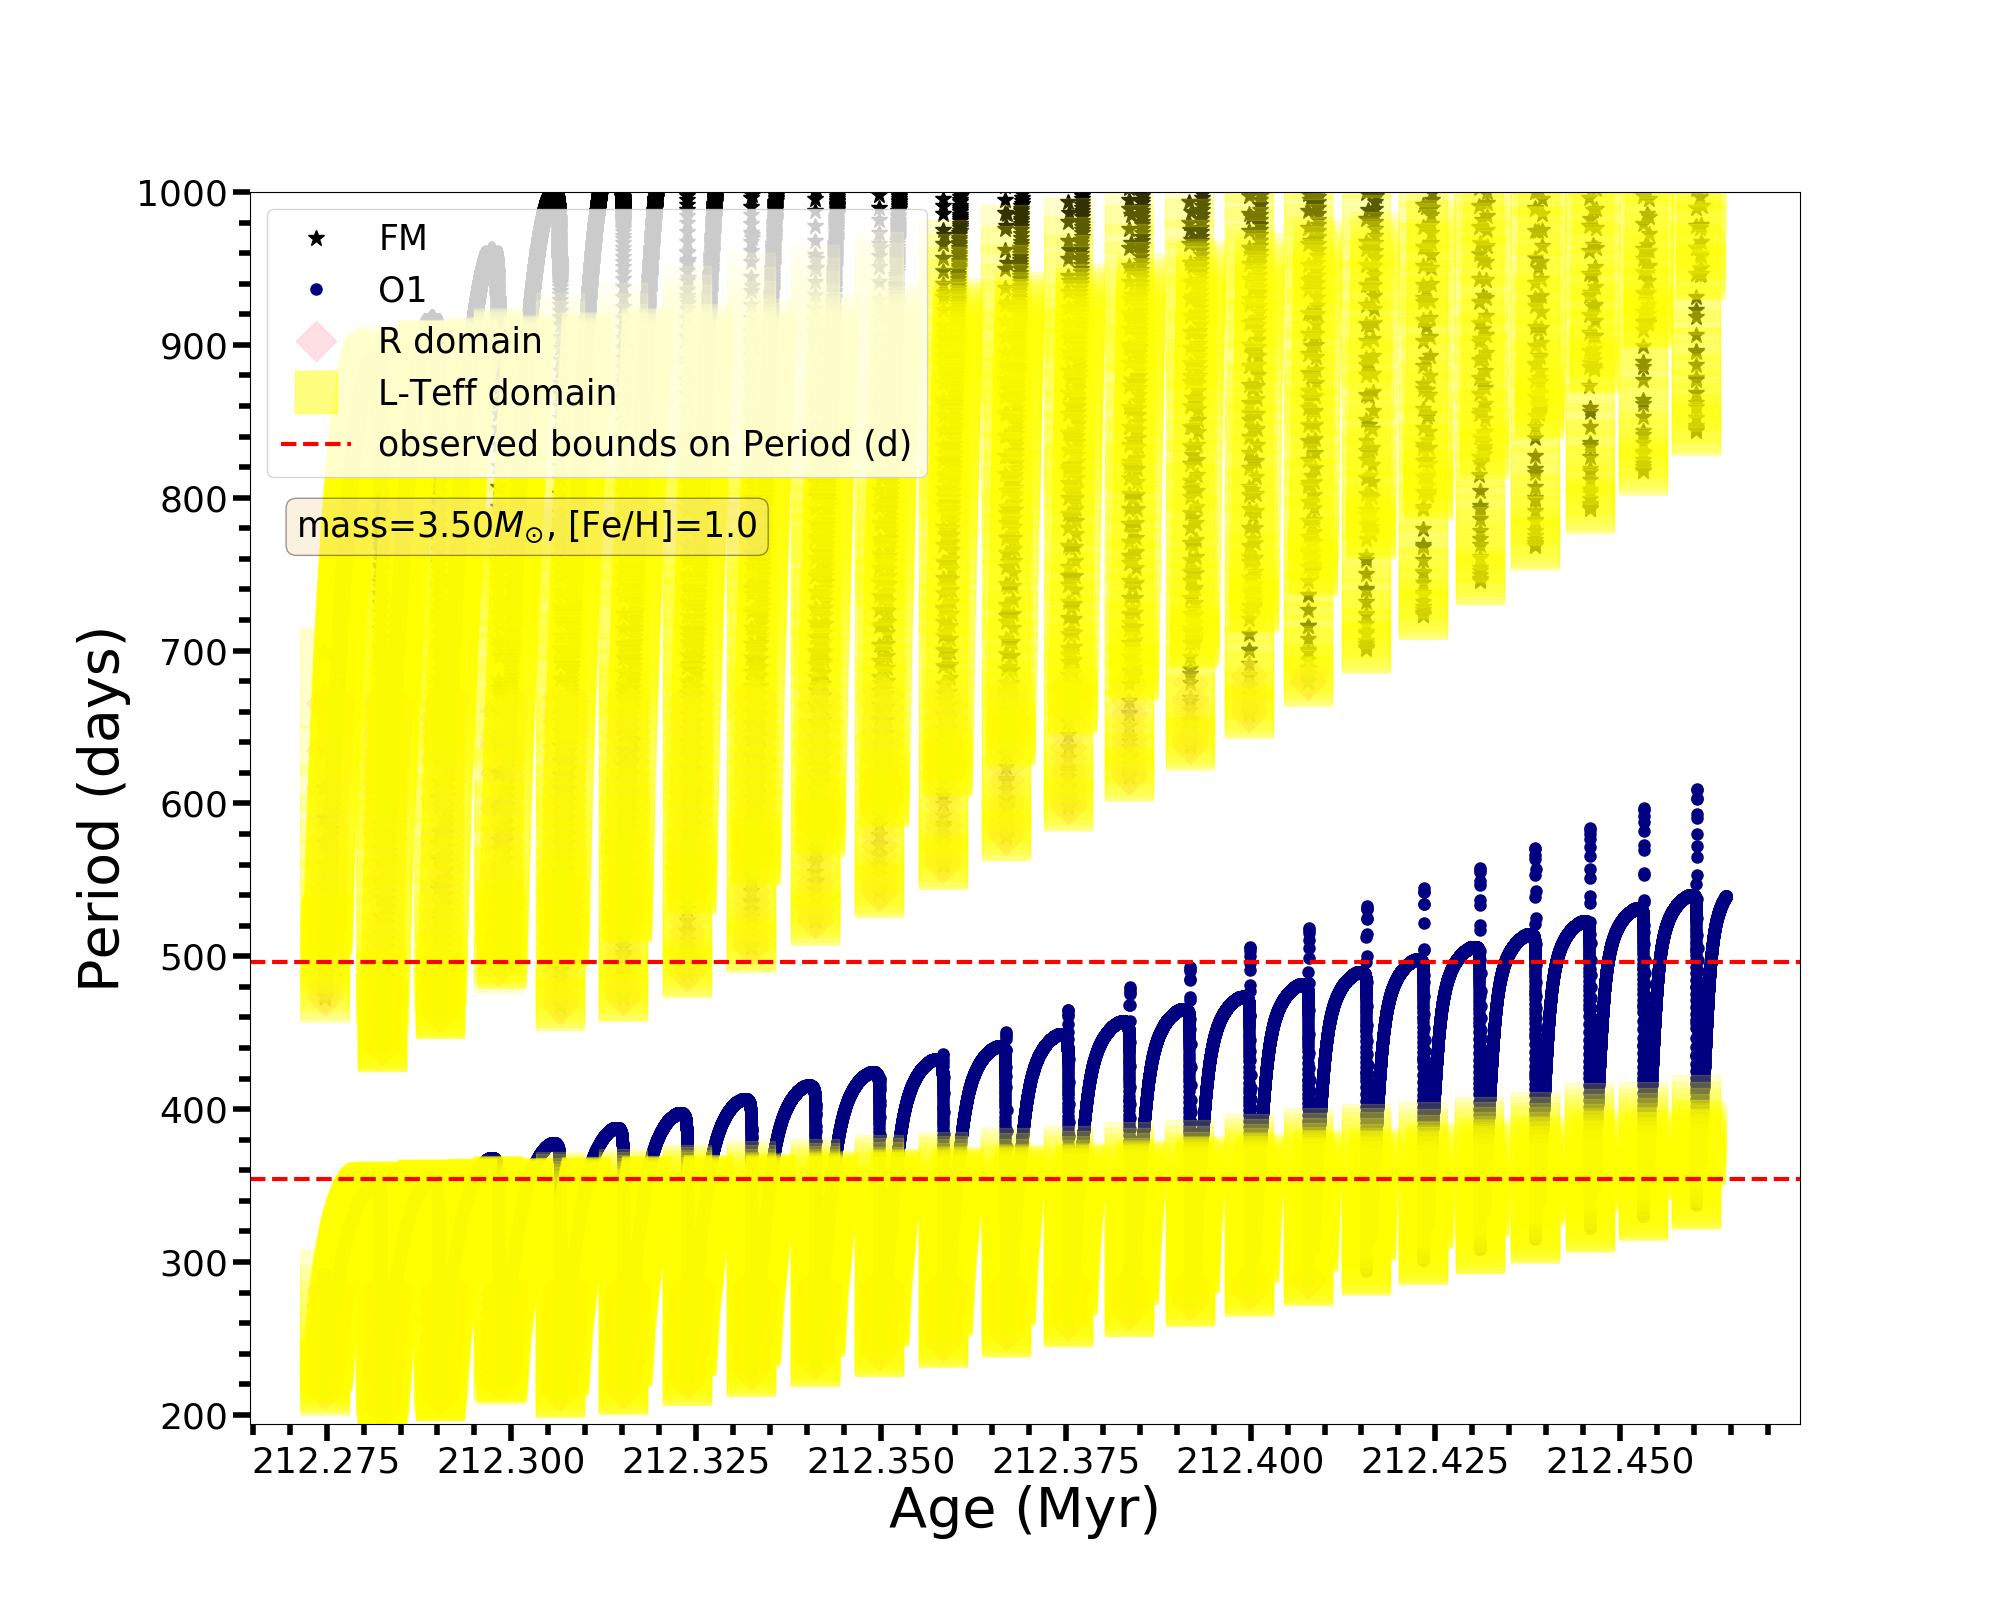 1000
900
800
700
600
500
400
300
200
Period (days)
FM
O1
R domain
L-Teff domain
observed bounds on Period (d)
mass=3.50M⊙, [Fe/H]=1.0
212.275 212.300 212.325 212.350 212.375 212.400 212.425 212.450
Age (Myr)